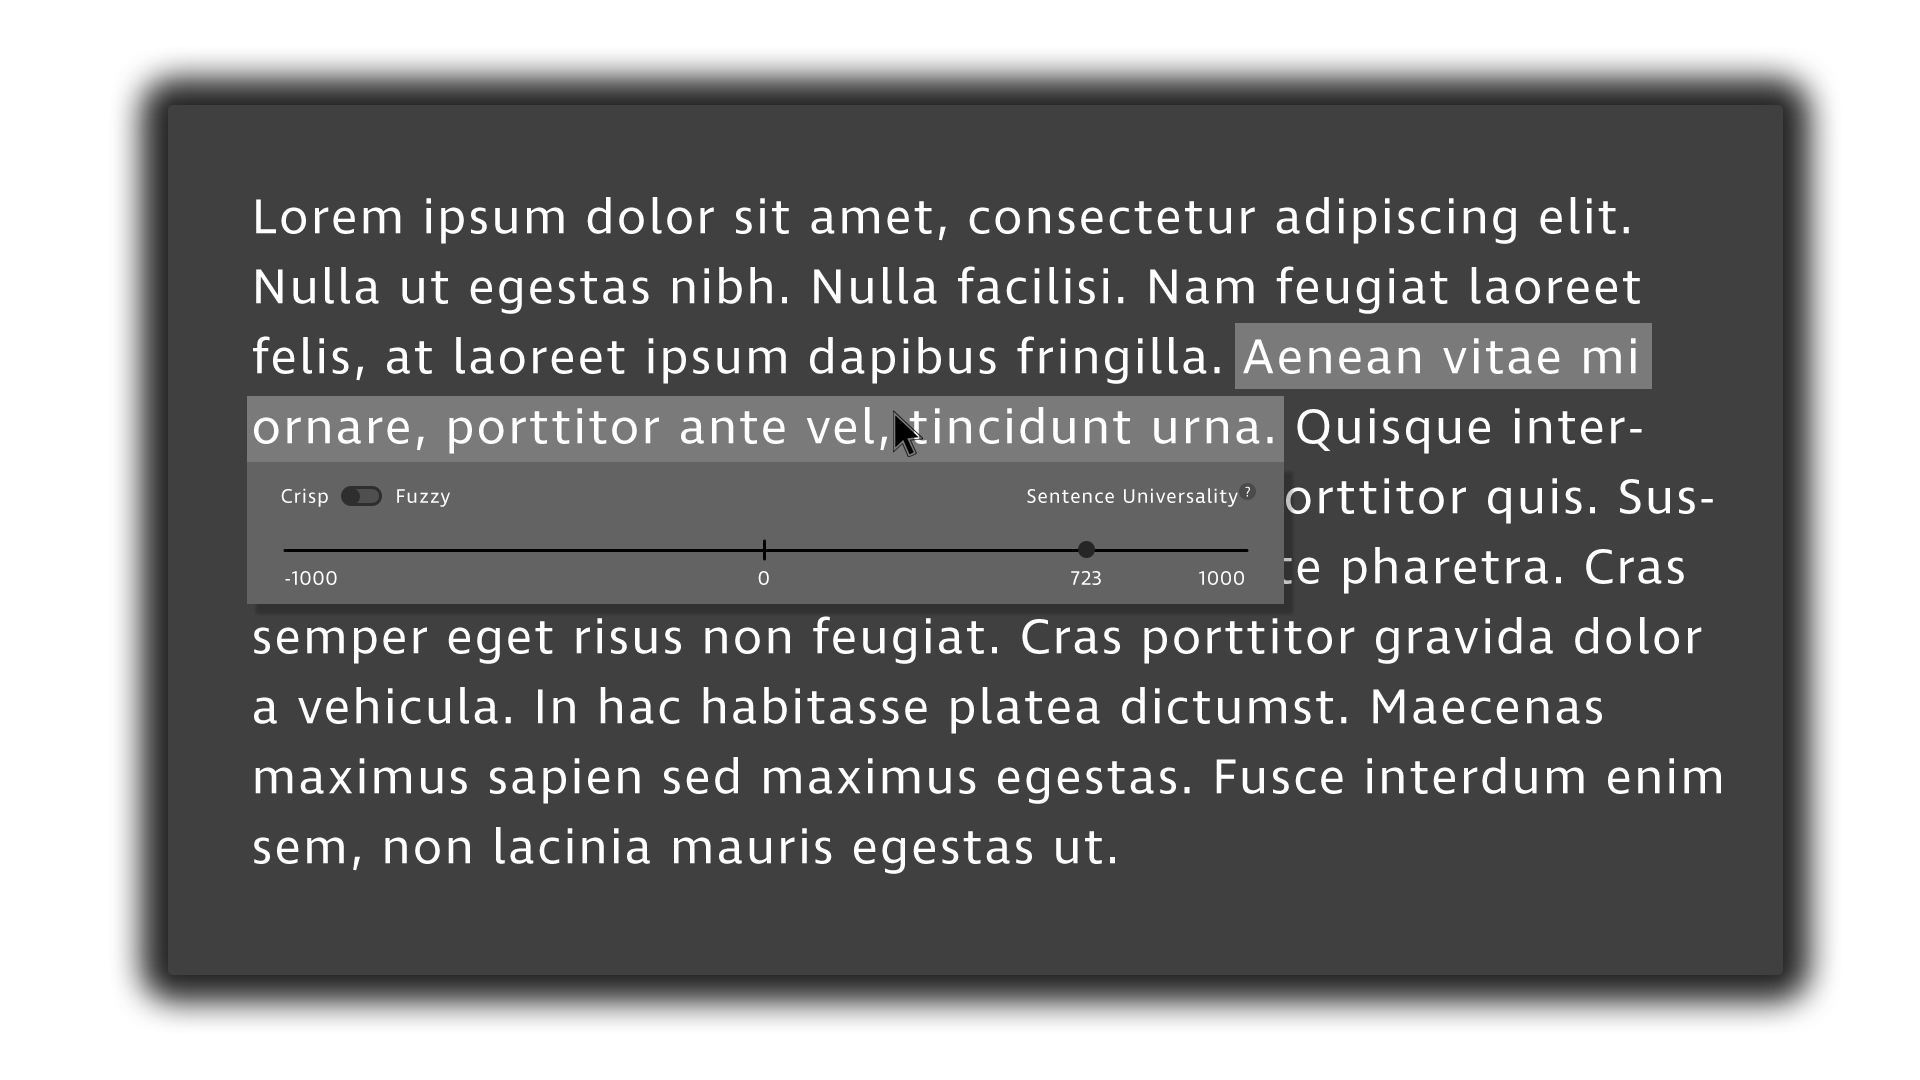 Lorem ipsum dolor sit amet, consectetur adipiscing elit.
Nulla ut egestas nibh. Nulla facilisi. Nam feugiat laoreet
felis, at laoreet ipsum dapibus fringilla. Aenean vitae mi
ornare, porttitor ante vel, tincidunt urna. Quisque inter-
Crisp Fuzzy Sentence Universality ?
orttitor quis. Sus-
-1000 0 723 1000
te pharetra. Cras
semper eget risus non feugiat. Cras porttitor gravida dolor
a vehicula. In hac habitasse platea dictumst. Maecenas
maximus sapien sed maximus egestas. Fusce interdum enim
sem, non lacinia mauris egestas ut.